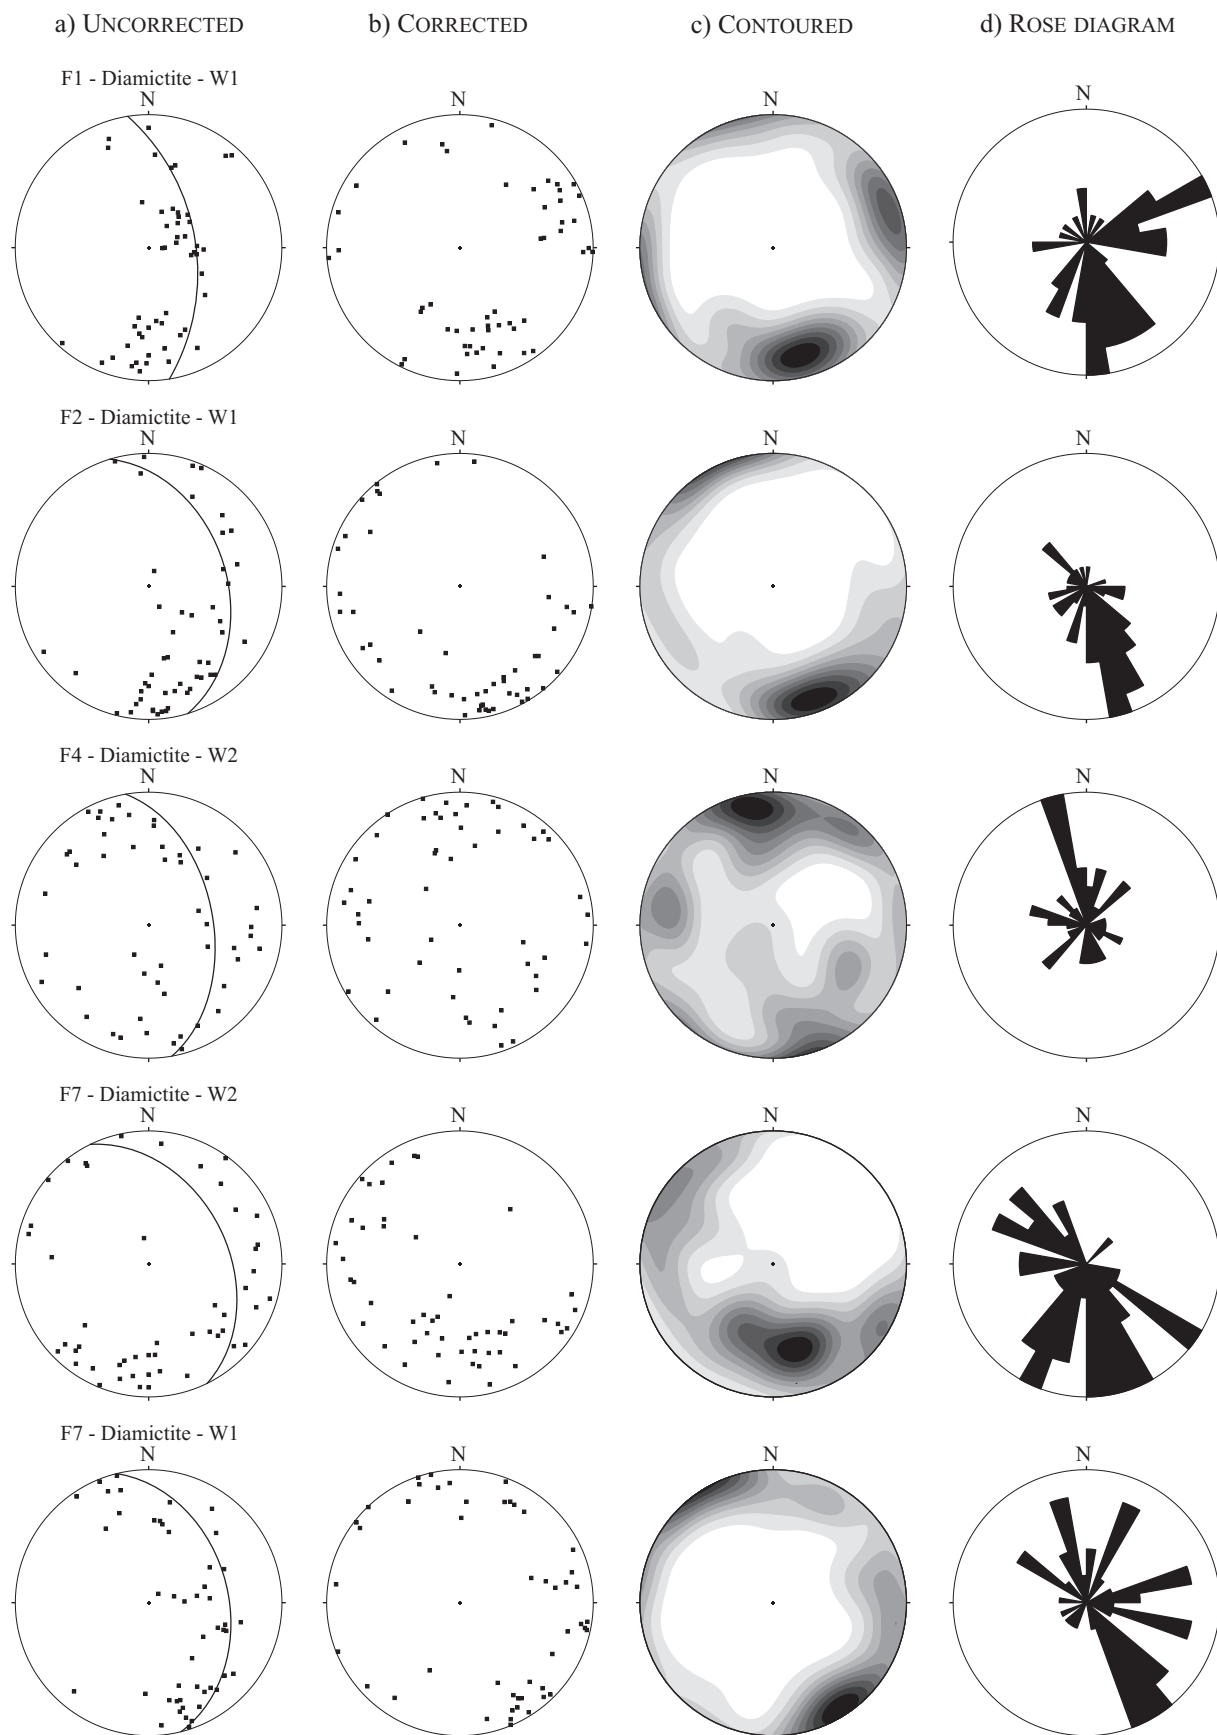 a) UNCORRECTED b) CORRECTED c) CONTOURED d) ROSE DIAGRAM
F1 - Diamictite - W1
N N N N
F2 - Diamictite - W1
N N N N
F4 - Diamictite - W2
N N N N
F7 - Diamictite - W2
N N N N
F7 - Diamictite - W1
N N N N